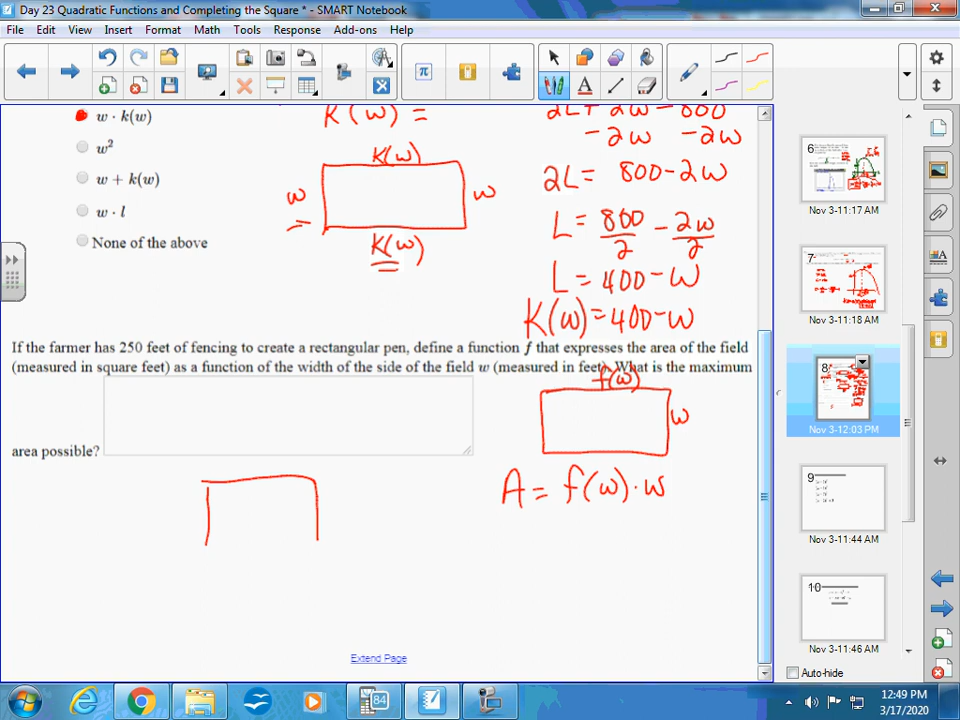 Day 23 Quadratic Functions and Completing the Square * - SMART Notebook
File Edit View Insert Format Math Tools Response Add-ons Help
w · k(w)
w²
w + k(w)
w · l
None of the above
K(w) =
K(w)
w
w
K(w)
2L + 2w = 800
-2w -2w
2L = 800-2w
L = 800/2 - 2w/2
L = 400-w
K(w) = 400-w
If the farmer has 250 feet of fencing to create a rectangular pen, define a function f that expresses the area of the field
(measured in square feet) as a function of the width of the side of the field w (measured in feet). What is the maximum
area possible?
f(w)
w
A = f(w)·w
Extend Page
6
Nov 3-11:17 AM
7
Nov 3-11:18 AM
8
Nov 3-12:03 PM
9
Nov 3-11:44 AM
10
Nov 3-11:46 AM
Auto-hide
84
12:49 PM
3/17/2020